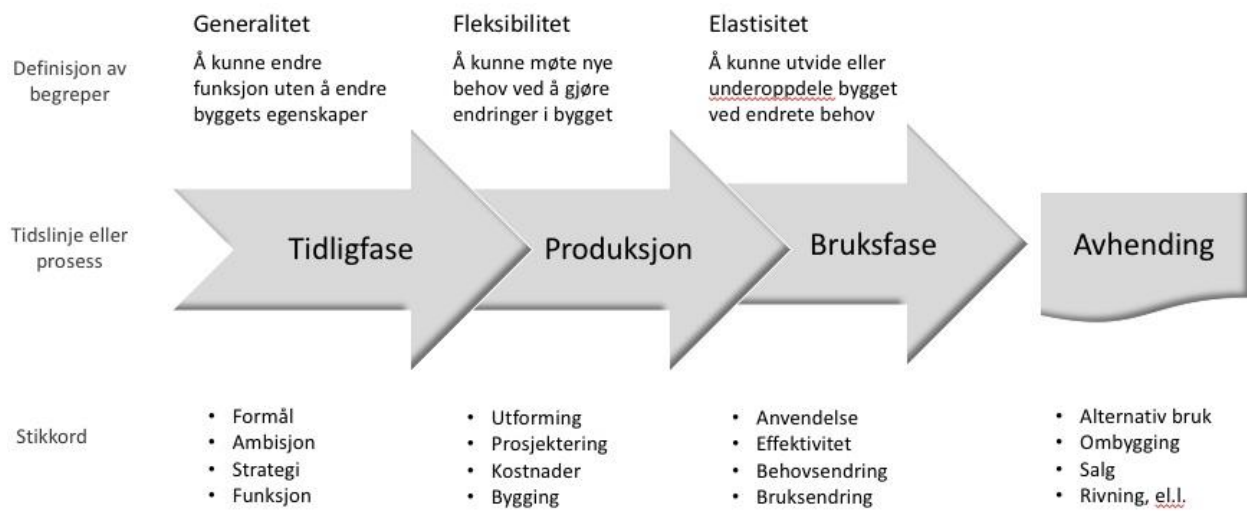 Generalitet
Fleksibilitet
Elastisitet
Definisjon av
begreper
Å kunne endre
funksjon uten å endre
byggets egenskaper
Å kunne møte nye
behov ved å gjøre
endringer i bygget
Å kunne utvide eller
underoppdele bygget
ved endrete behov
Tidslinje eller
prosess
Tidligfase
Produksjon
Bruksfase
Avhending
Stikkord
• Formål
• Ambisjon
• Strategi
• Funksjon
• Utforming
• Prosjektering
• Kostnader
• Bygging
• Anvendelse
• Effektivitet
• Behovsendring
• Bruksendring
• Alternativ bruk
• Ombygging
• Salg
• Rivning, el.l.